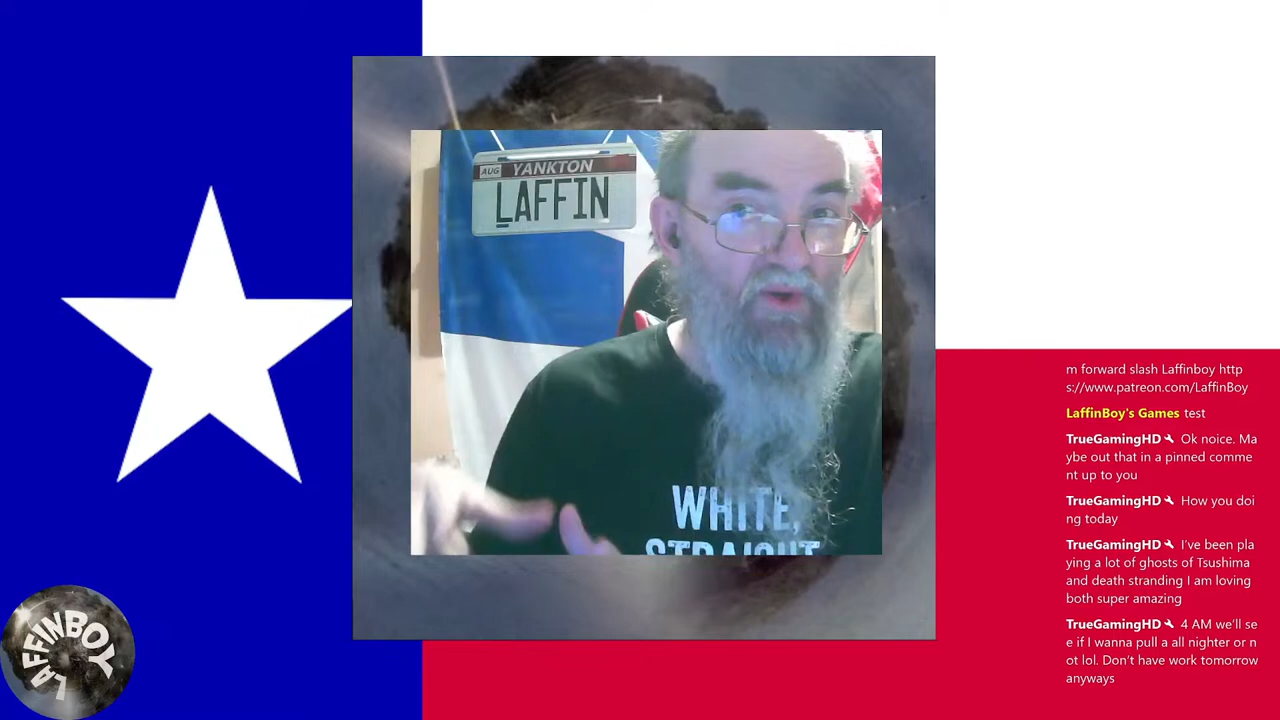 AUG YANKTON
LAFFIN
WHITE,
STRAIGHT
LAFFINBOY
m forward slash Laffinboy http
s://www.patreon.com/LaffinBoy
LaffinBoy's Games test
TrueGamingHD Ok noice. Ma
ybe out that in a pinned comme
nt up to you
TrueGamingHD How you doi
ng today
TrueGamingHD I've been pla
ying a lot of ghosts of Tsushima
and death stranding I am loving
both super amazing
TrueGamingHD 4 AM we'll se
e if I wanna pull a all nighter or n
ot lol. Don't have work tomorrow
anyways